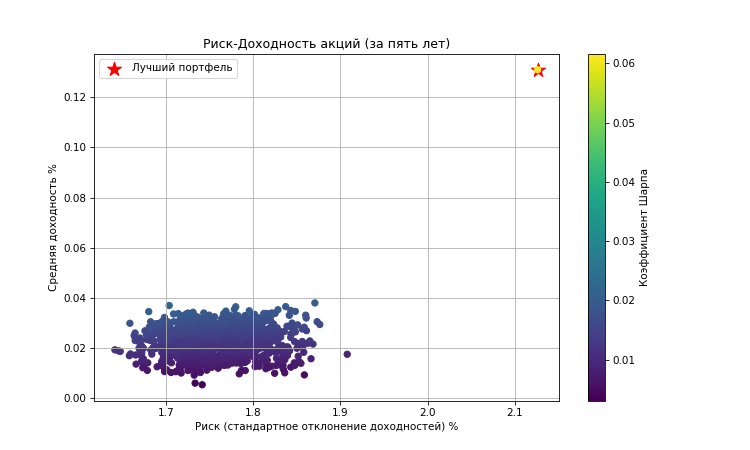 Риск-Доходность акций (за пять лет)
Лучший портфель
Средняя доходность %
0.12
0.10
0.08
0.06
0.04
0.02
0.00
1.7 1.8 1.9 2.0 2.1
Риск (стандартное отклонение доходностей) %
0.06
0.05
0.04
0.03
0.02
0.01
Коэффициент Шарпа